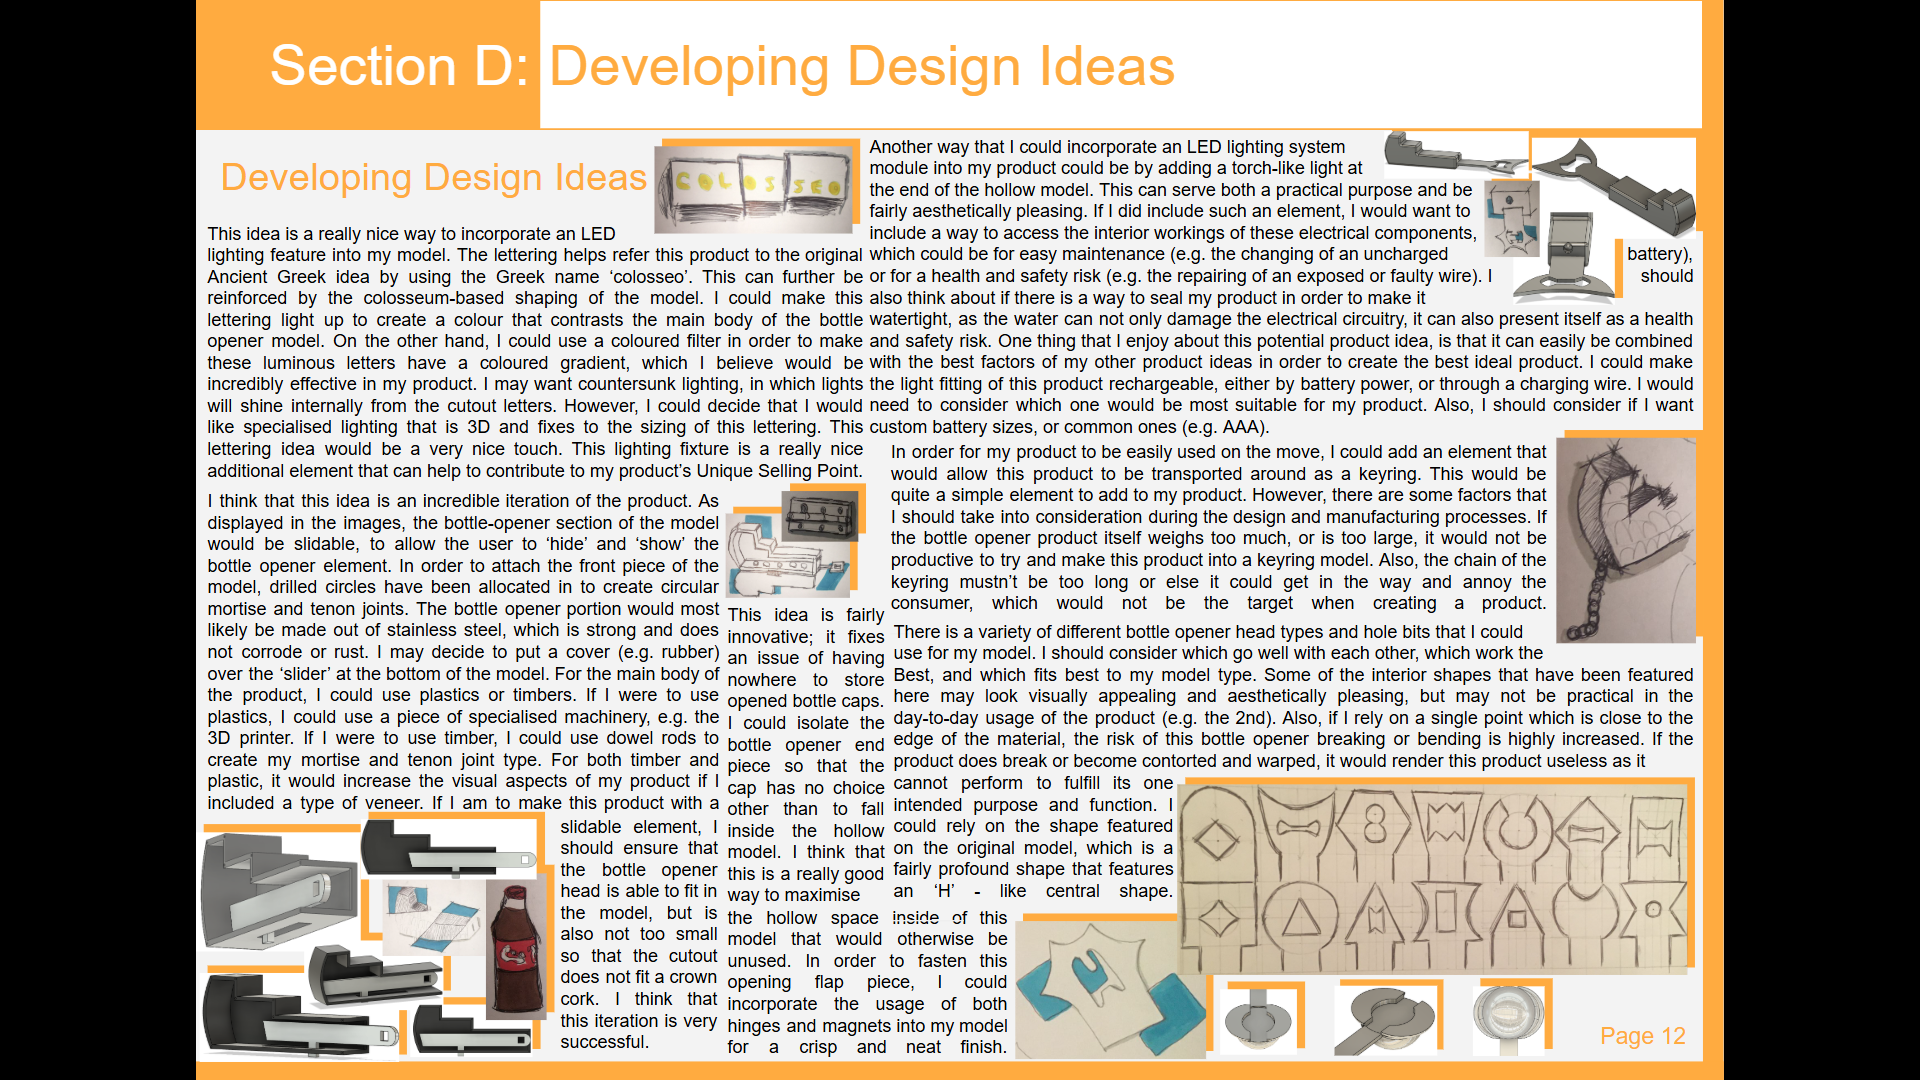 Section D: Developing Design Ideas
Developing Design Ideas
COLOSSEO
This idea is a really nice way to incorporate an LED
lighting feature into my model. The lettering helps refer this product to the original
Ancient Greek idea by using the Greek name ‘colosseo’. This can further be
reinforced by the colosseum-based shaping of the model. I could make this
lettering light up to create a colour that contrasts the main body of the bottle
opener model. On the other hand, I could use a coloured filter in order to make
these luminous letters have a coloured gradient, which I believe would be
incredibly effective in my product. I may want countersunk lighting, in which lights
will shine internally from the cutout letters. However, I could decide that I would
like specialised lighting that is 3D and fixes to the sizing of this lettering. This
lettering idea would be a very nice touch. This lighting fixture is a really nice
additional element that can help to contribute to my product’s Unique Selling Point.
I think that this idea is an incredible iteration of the product. As
displayed in the images, the bottle-opener section of the model
would be slidable, to allow the user to ‘hide’ and ‘show’ the
bottle opener element. In order to attach the front piece of the
model, drilled circles have been allocated in to create circular
mortise and tenon joints. The bottle opener portion would most
likely be made out of stainless steel, which is strong and does
not corrode or rust. I may decide to put a cover (e.g. rubber)
over the ‘slider’ at the bottom of the model. For the main body of
the product, I could use plastics or timbers. If I were to use
plastics, I could use a piece of specialised machinery, e.g. the
3D printer. If I were to use timber, I could use dowel rods to
create my mortise and tenon joint type. For both timber and
plastic, it would increase the visual aspects of my product if I
included a type of veneer. If I am to make this product with a
slidable element, I
should ensure that
the bottle opener
head is able to fit in
the model, but is
also not too small
so that the cutout
does not fit a crown
cork. I think that
this iteration is very
successful.
This idea is fairly
innovative; it fixes
an issue of having
nowhere to store
opened bottle caps.
I could isolate the
bottle opener end
piece so that the
cap has no choice
other than to fall
inside the hollow
model. I think that
this is a really good
way to maximise
the hollow space inside of this
model that would otherwise be
unused. In order to fasten this
opening flap piece, I could
incorporate the usage of both
hinges and magnets into my model
for a crisp and neat finish.
Another way that I could incorporate an LED lighting system
module into my product could be by adding a torch-like light at
the end of the hollow model. This can serve both a practical purpose and be
fairly aesthetically pleasing. If I did include such an element, I would want to
include a way to access the interior workings of these electrical components,
which could be for easy maintenance (e.g. the changing of an uncharged battery),
or for a health and safety risk (e.g. the repairing of an exposed or faulty wire). I should
also think about if there is a way to seal my product in order to make it
watertight, as the water can not only damage the electrical circuitry, it can also present itself as a health
and safety risk. One thing that I enjoy about this potential product idea, is that it can easily be combined
with the best factors of my other product ideas in order to create the best ideal product. I could make
the light fitting of this product rechargeable, either by battery power, or through a charging wire. I would
need to consider which one would be most suitable for my product. Also, I should consider if I want
custom battery sizes, or common ones (e.g. AAA).
In order for my product to be easily used on the move, I could add an element that
would allow this product to be transported around as a keyring. This would be
quite a simple element to add to my product. However, there are some factors that
I should take into consideration during the design and manufacturing processes. If
the bottle opener product itself weighs too much, or is too large, it would not be
productive to try and make this product into a keyring model. Also, the chain of the
keyring mustn’t be too long or else it could get in the way and annoy the
consumer, which would not be the target when creating a product.
There is a variety of different bottle opener head types and hole bits that I could
use for my model. I should consider which go well with each other, which work the
Best, and which fits best to my model type. Some of the interior shapes that have been featured
here may look visually appealing and aesthetically pleasing, but may not be practical in the
day-to-day usage of the product (e.g. the 2nd). Also, if I rely on a single point which is close to the
edge of the material, the risk of this bottle opener breaking or bending is highly increased. If the
product does break or become contorted and warped, it would render this product useless as it
cannot perform to fulfill its one
intended purpose and function. I
could rely on the shape featured
on the original model, which is a
fairly profound shape that features
an ‘H’ - like central shape.
Page 12